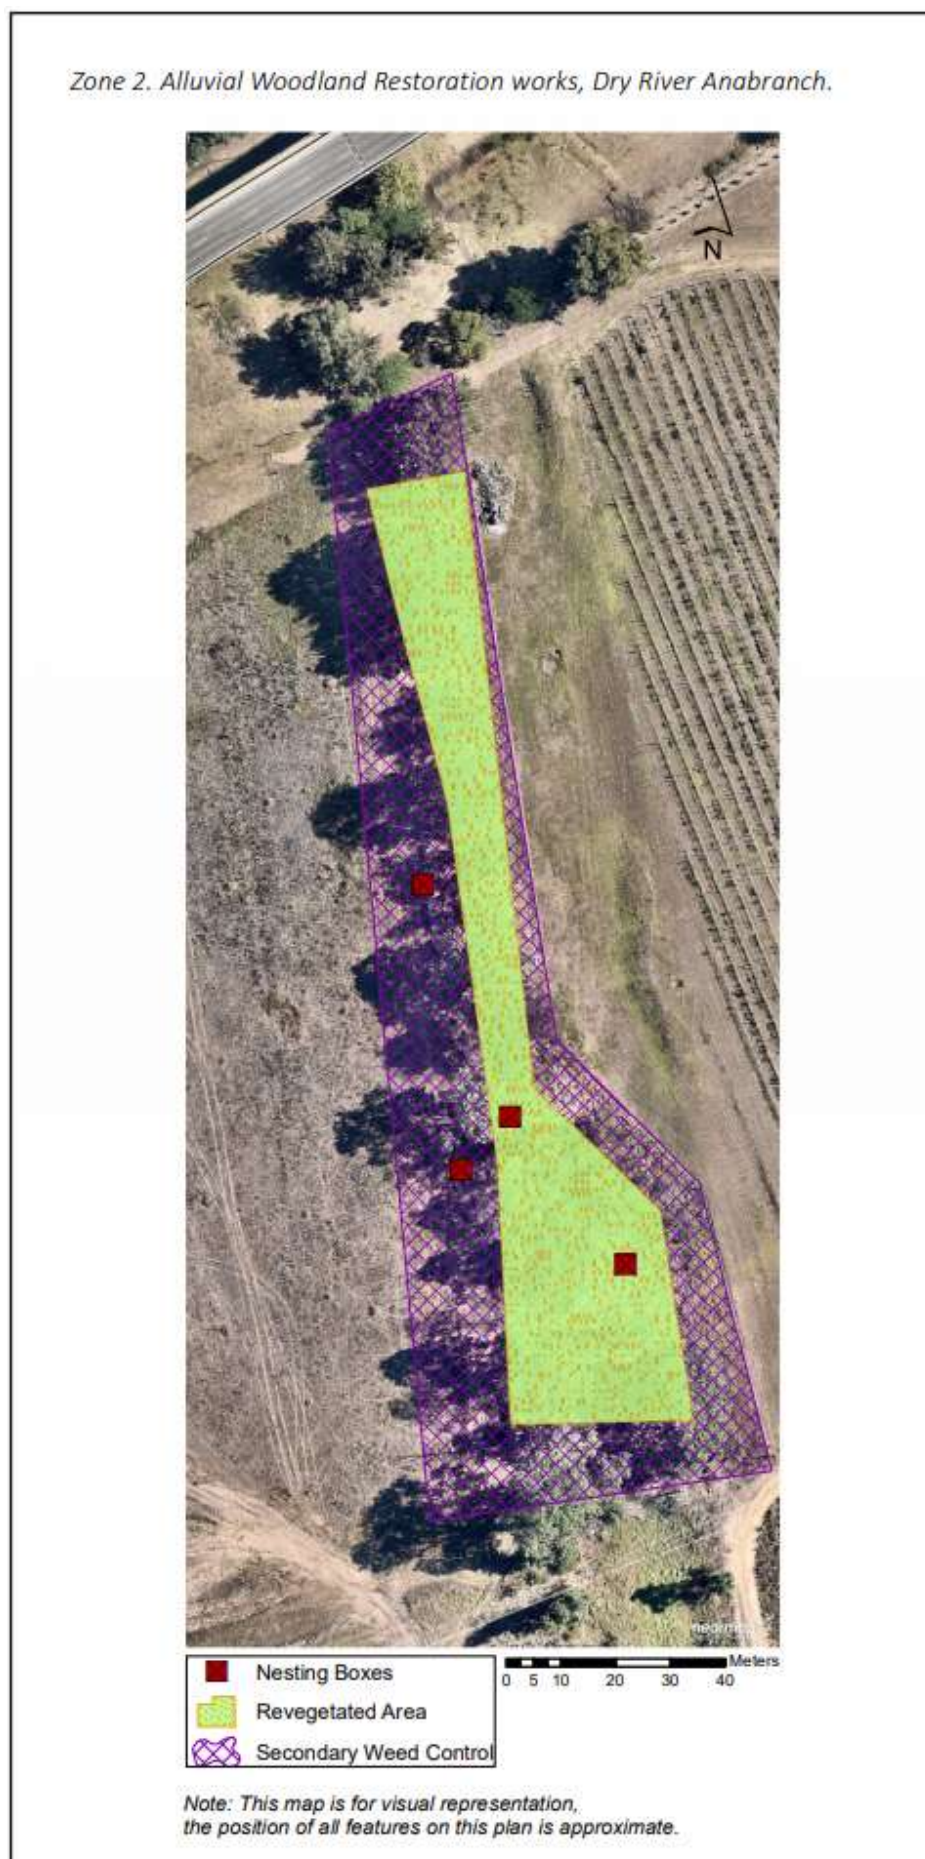 Zone 2. Alluvial Woodland Restoration works, Dry River Anabranch.
N
nearmap
Nesting Boxes
Revegetated Area
Secondary Weed Control
Meters
0 5 10 20 30 40
Note: This map is for visual representation,
the position of all features on this plan is approximate.